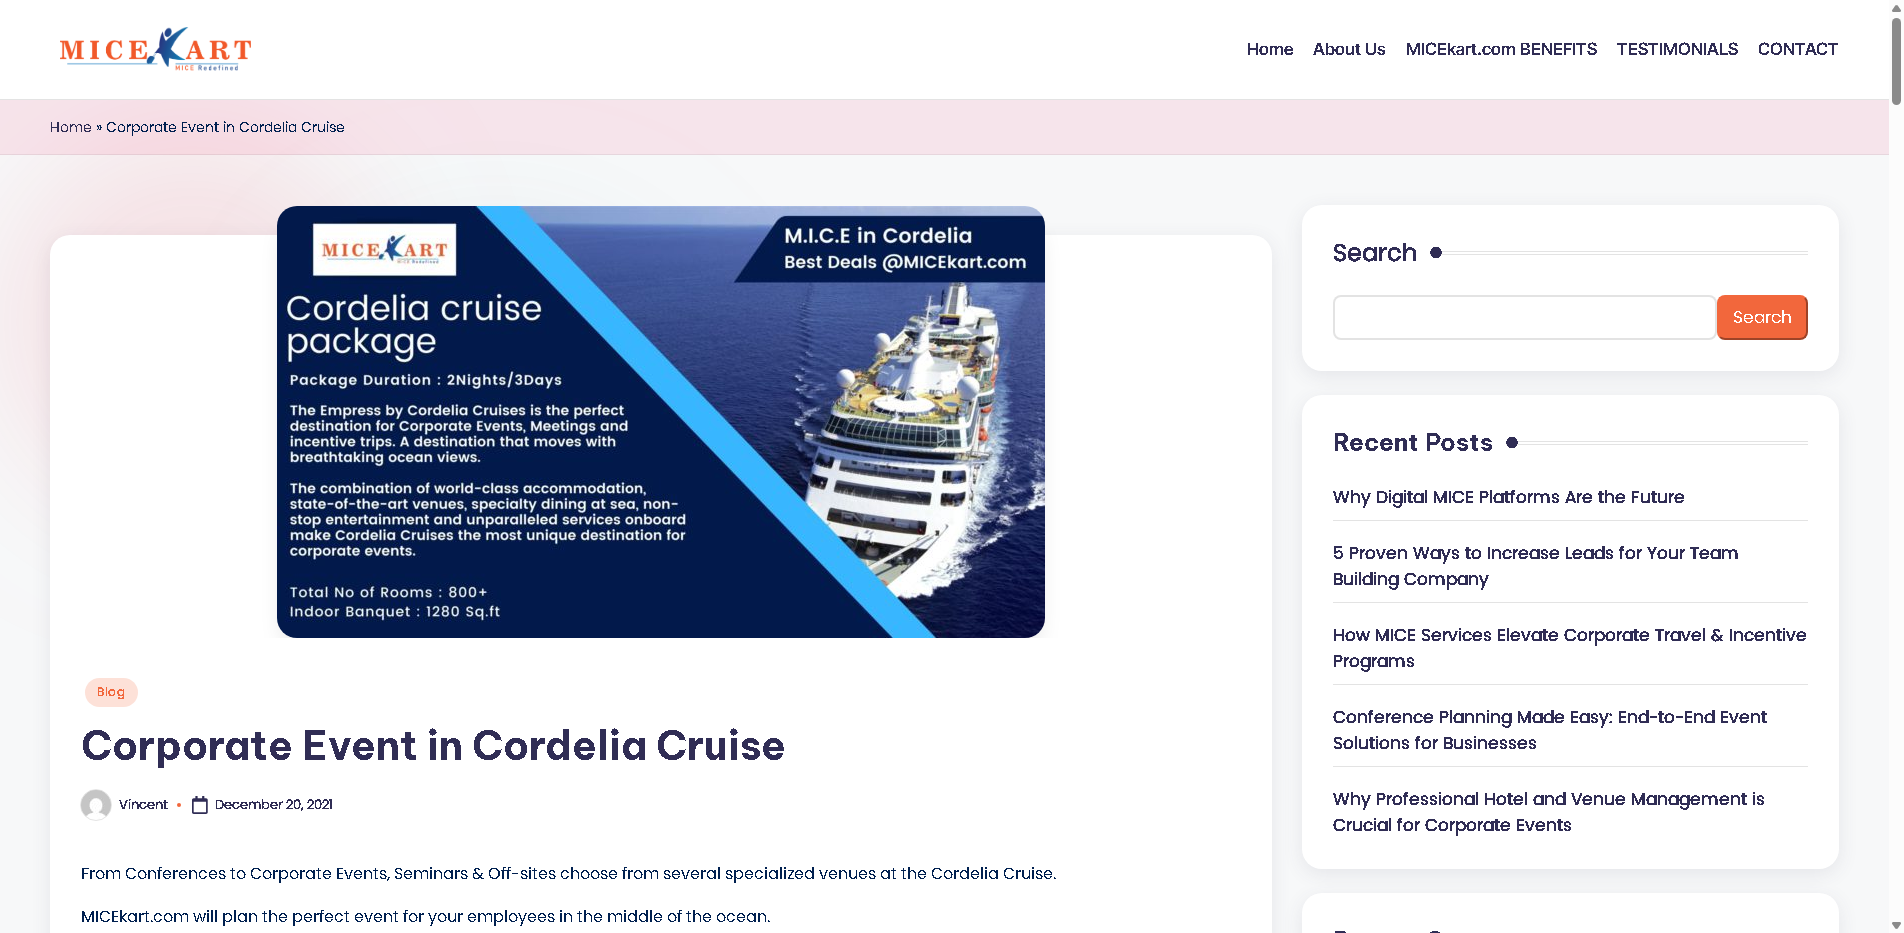 MICEKART
MICE Redefined
Home
About Us
MICEkart.com BENEFITS
TESTIMONIALS
CONTACT
Home » Corporate Event in Cordelia Cruise
MICEKART
MICE Redefined
M.I.C.E in Cordelia
Best Deals @MICEkart.com
Cordelia cruise
package
Package Duration : 2Nights/3Days
The Empress by Cordelia Cruises is the perfect
destination for Corporate Events, Meetings and
incentive trips. A destination that moves with
breathtaking ocean views.
The combination of world-class accommodation,
state-of-the-art venues, specialty dining at sea, non-
stop entertainment and unparalleled services onboard
make Cordelia Cruises the most unique destination for
corporate events.
Total No of Rooms : 800+
Indoor Banquet : 1280 Sq.ft
Blog
Corporate Event in Cordelia Cruise
Vincent
December 20, 2021
From Conferences to Corporate Events, Seminars & Off-sites choose from several specialized venues at the Cordelia Cruise.
MICEkart.com will plan the perfect event for your employees in the middle of the ocean.
Search
Search
Recent Posts
Why Digital MICE Platforms Are the Future
5 Proven Ways to Increase Leads for Your Team
Building Company
How MICE Services Elevate Corporate Travel & Incentive
Programs
Conference Planning Made Easy: End-to-End Event
Solutions for Businesses
Why Professional Hotel and Venue Management is
Crucial for Corporate Events